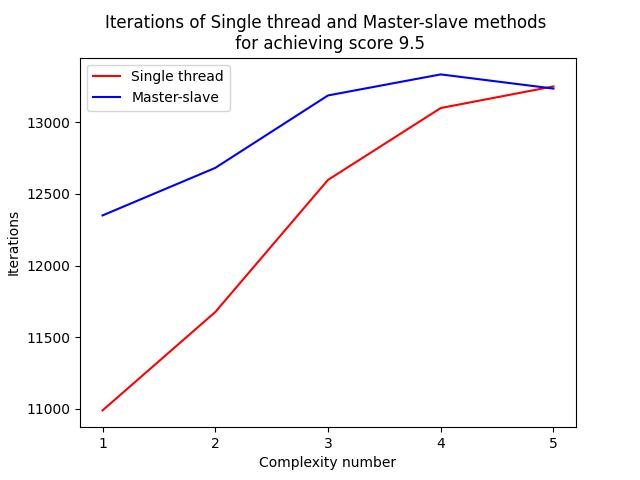 Iterations of Single thread and Master-slave methods
for achieving score 9.5
Single thread
Master-slave
13000
12500
12000
11500
11000
Iterations
1 2 3 4 5
Complexity number